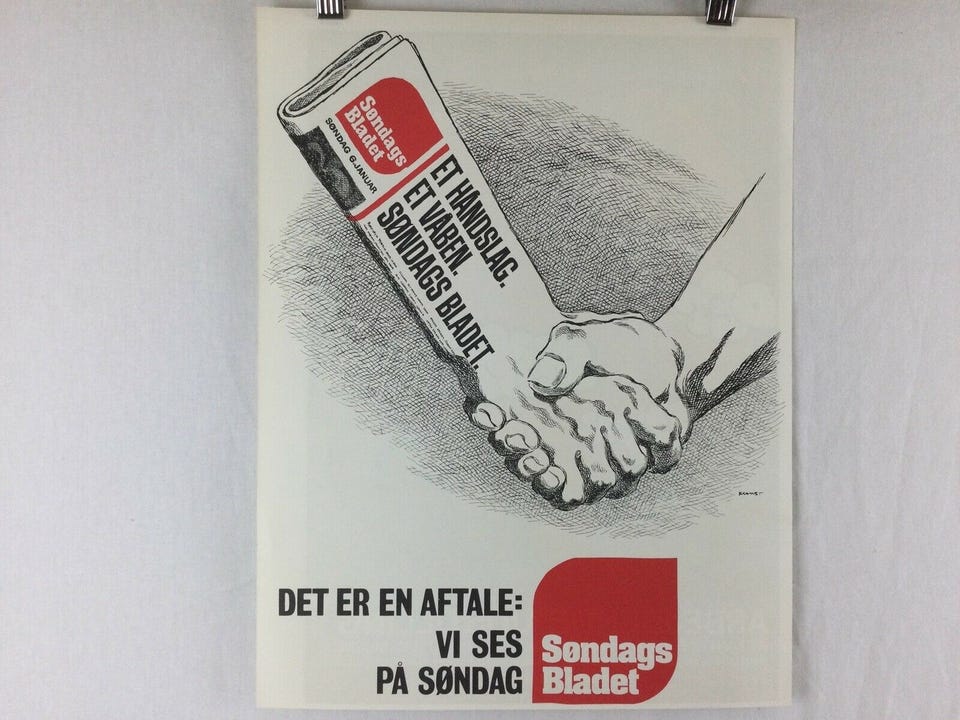 Søndags
Bladet
SØNDAG 6. JANUAR
ET HÅNDSLAG.
ET VÅBEN.
SØNDAGS BLADET.
DET ER EN AFTALE:
VI SES
PÅ SØNDAG
Søndags
Bladet